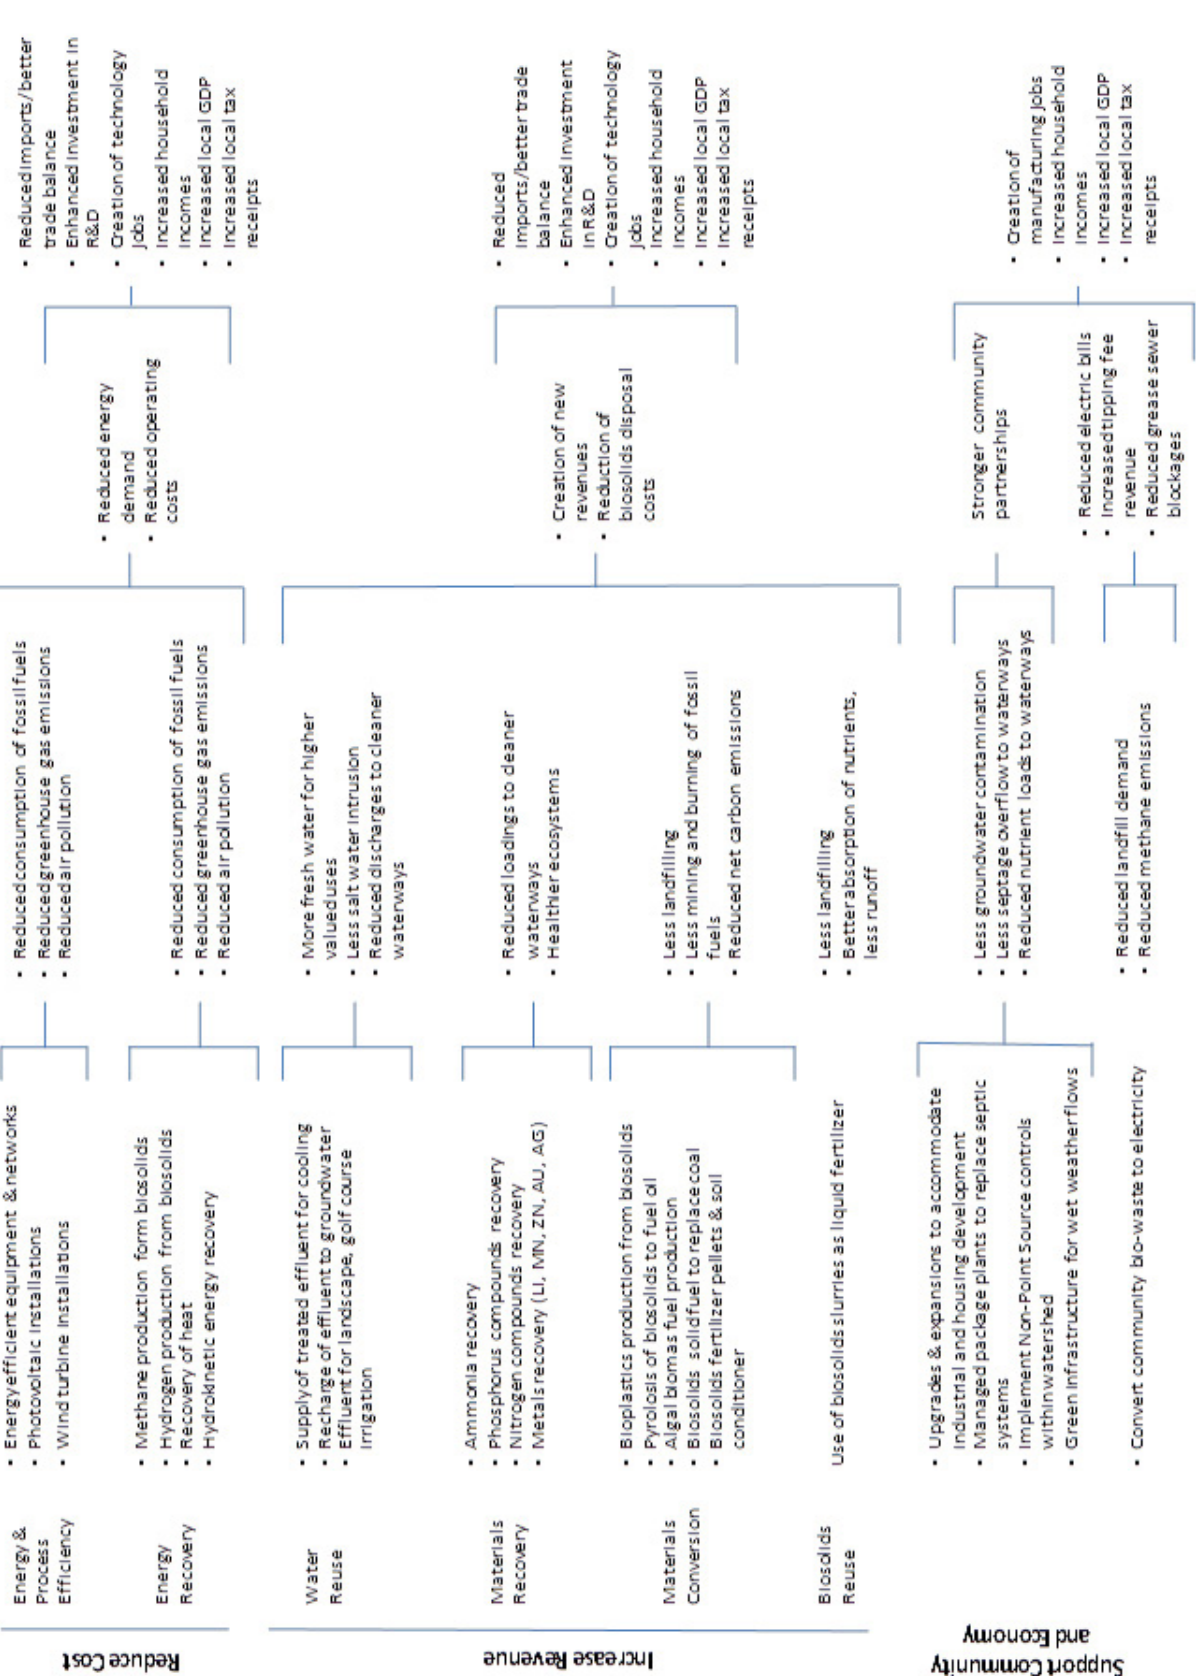 Reduce Cost
Energy &
Process
Efficiency
• Energy efficient equipment & networks
• Photovoltaic installations
• Wind turbine installations
• Reduced consumption of fossil fuels
• Reduced greenhouse gas emissions
• Reduced air pollution
Energy
Recovery
• Methane production form biosolids
• Hydrogen production from biosolids
• Recovery of heat
• Hydrokinetic energy recovery
• Reduced consumption of fossil fuels
• Reduced greenhouse gas emissions
• Reduced air pollution
• Reduced energy
demand
• Reduced operating
costs
• Reduced imports/better
trade balance
• Enhanced investment in
R&D
• Creation of technology
jobs
• Increased household
incomes
• Increased local GDP
• Increased local tax
receipts
Increase Revenue
Water
Reuse
• Supply of treated effluent for cooling
• Recharge of effluent to groundwater
• Effluent for landscape, golf course
irrigation
• More fresh water for higher
valued uses
• Less salt water intrusion
• Reduced discharges to cleaner
waterways
Materials
Recovery
• Ammonia recovery
• Phosphorus compounds recovery
• Nitrogen compounds recovery
• Metals recovery (LI, MN, ZN, AU, AG)
• Reduced loadings to cleaner
waterways
• Healthier ecosystems
Materials
Conversion
• Bioplastics production from biosolids
• Pyrolosis of biosolids to fuel oil
• Algal biomas fuel production
• Biosolids solid fuel to replace coal
• Biosolids fertilizer pellets & soil
conditioner
• Less landfilling
• Less mining and burning of fossil
fuels
• Reduced net carbon emissions
Biosolids
Reuse
Use of biosolids slurries as liquid fertilizer
• Less landfilling
• Better absorption of nutrients,
less runoff
• Creation of new
revenues
• Reduction of
biosolids disposal
costs
• Reduced
imports/better trade
balance
• Enhanced investment
in R&D
• Creation of technology
jobs
• Increased household
incomes
• Increased local GDP
• Increased local tax
receipts
Support Community
and Economy
• Upgrades & expansions to accommodate
industrial and housing development
• Managed package plants to replace septic
systems
• Implement Non-Point Source controls
within watershed
• Green infrastructure for wet weather flows
• Less groundwater contamination
• Less septage overflow to waterways
• Reduced nutrient loads to waterways
Stronger community
partnerships
• Convert community bio-waste to electricity
• Reduced landfill demand
• Reduced methane emissions
• Reduced electric bills
• Increased tipping fee
revenue
• Reduced grease sewer
blockages
• Creation of
manufacturing jobs
• Increased household
incomes
• Increased local GDP
• Increased local tax
receipts